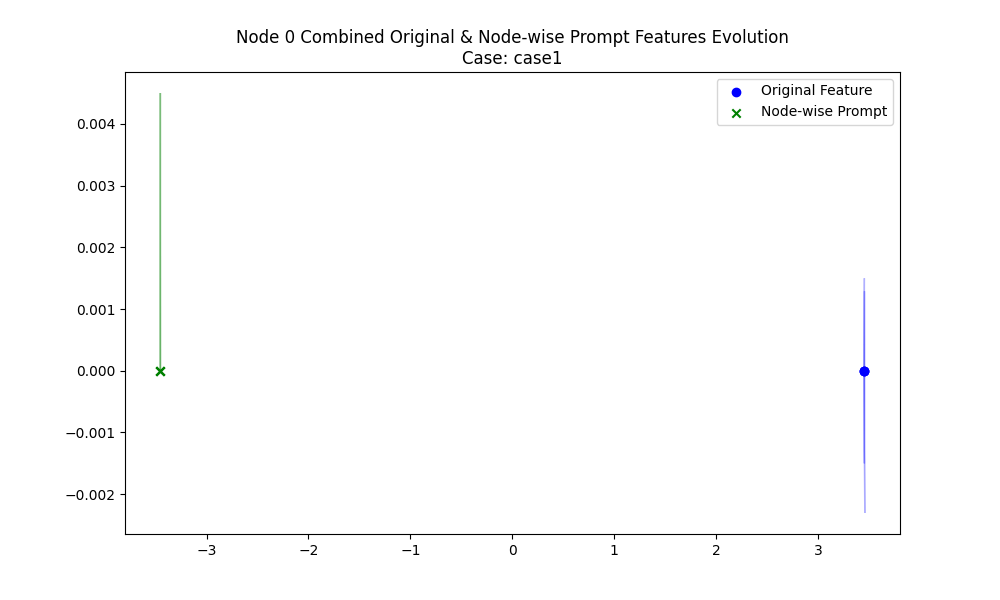 Node 0 Combined Original & Node-wise Prompt Features Evolution
Case: case1
Original Feature
Node-wise Prompt
0.004
0.003
0.002
0.001
0.000
−0.001
−0.002
−3 −2 −1 0 1 2 3